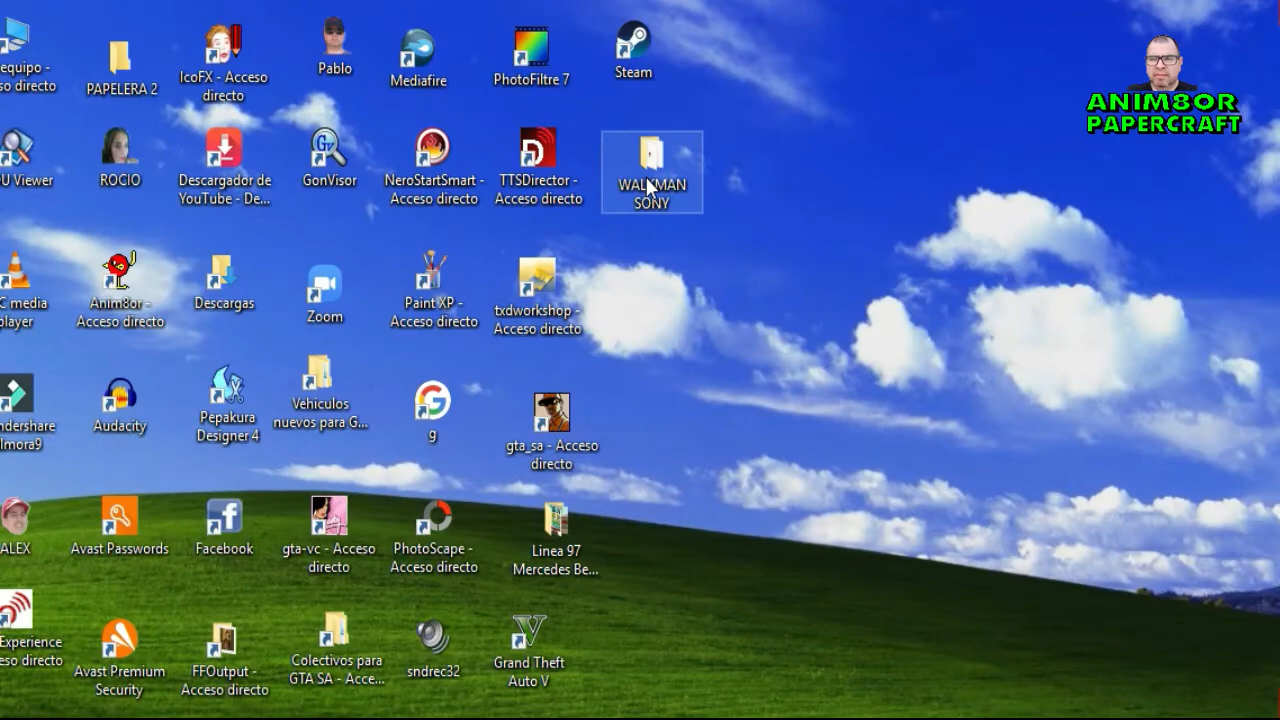 equipo -
so directo
PAPELERA 2
IcoFX - Acceso
directo
Pablo
Mediafire
PhotoFiltre 7
Steam
ANIM8OR
PAPERCRAFT
U Viewer
ROCIO
Descargador de
YouTube - De...
GonVisor
NeroStartSmart -
Acceso directo
TTSDirector -
Acceso directo
WALKMAN
SONY
C media
player
Anim8or -
Acceso directo
Descargas
Zoom
Paint XP -
Acceso directo
txdworkshop -
Acceso directo
ndershare
lmora9
Audacity
Pepakura
Designer 4
Vehiculos
nuevos para G...
g
gta_sa - Acceso
directo
ALEX
Avast Passwords
Facebook
gta-vc - Acceso
directo
PhotoScape -
Acceso directo
Linea 97
Mercedes Be...
Experience
eso directo
Avast Premium
Security
FFOutput -
Acceso directo
Colectivos para
GTA SA - Acce...
sndrec32
Grand Theft
Auto V